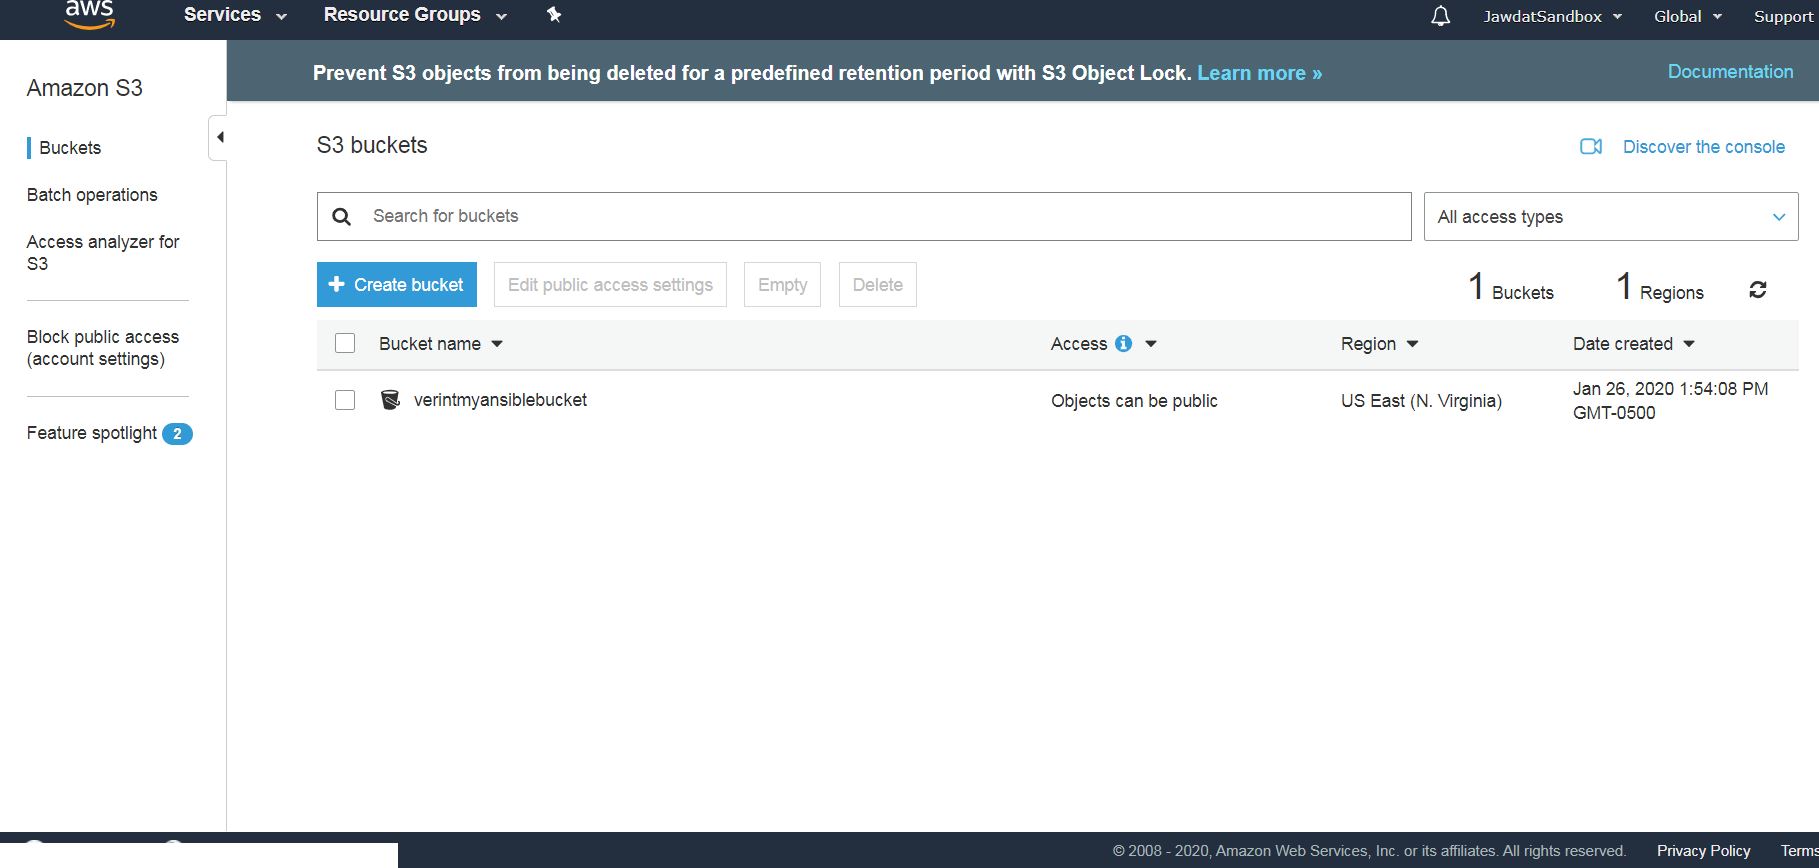 aws Services Resource Groups JawdatSandbox Global Support
Prevent S3 objects from being deleted for a predefined retention period with S3 Object Lock. Learn more » Documentation
Amazon S3
Buckets
Batch operations
Access analyzer for
S3
Block public access
(account settings)
Feature spotlight 2
S3 buckets
Discover the console
Search for buckets
All access types
+ Create bucket Edit public access settings Empty Delete
1 Buckets 1 Regions
Bucket name Access Region Date created
verintmyansiblebucket Objects can be public US East (N. Virginia) Jan 26, 2020 1:54:08 PM
GMT-0500
© 2008 - 2020, Amazon Web Services, Inc. or its affiliates. All rights reserved. Privacy Policy Terms